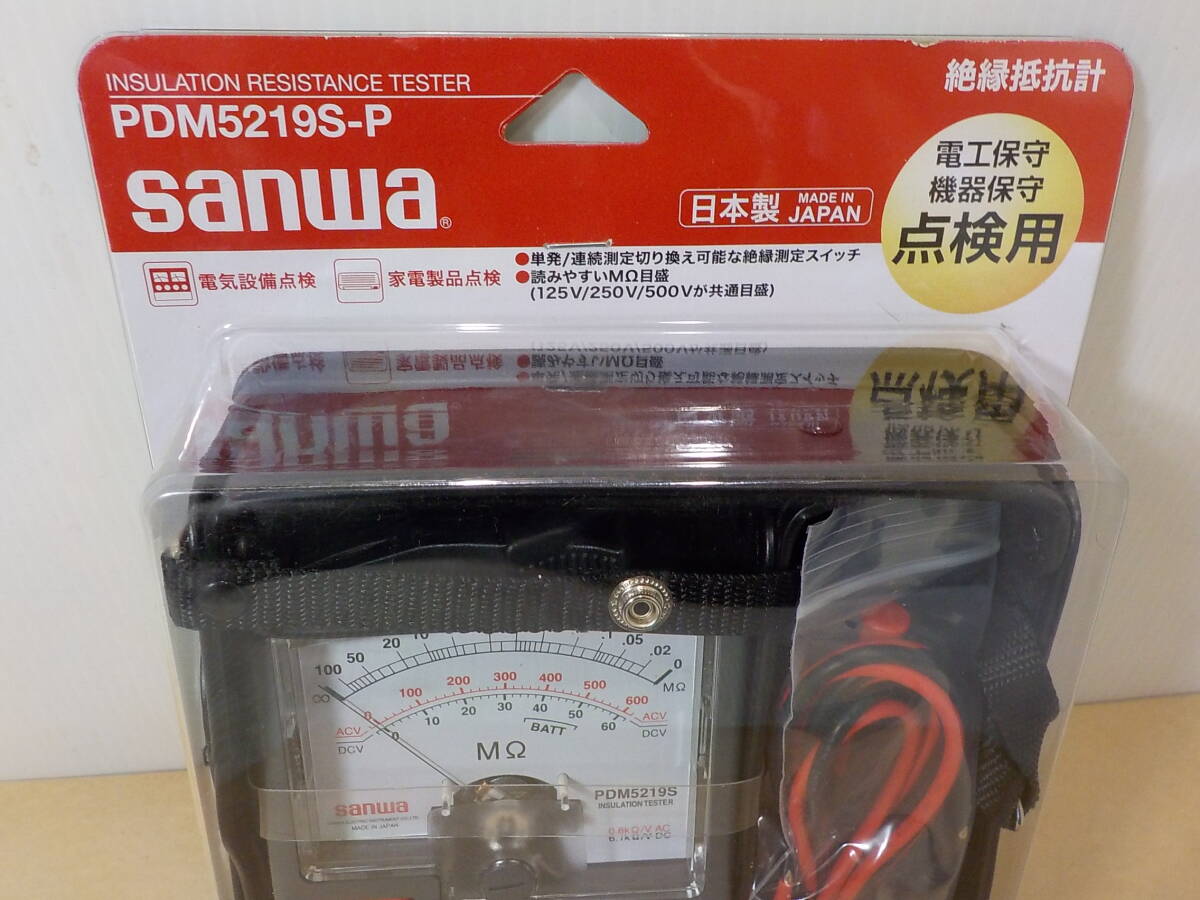 INSULATION RESISTANCE TESTER
PDM5219S-P
sanwa®
絶縁抵抗計
電工保守
機器保守
点検用
日本製 MADE IN JAPAN
電気設備点検
家電製品点検
●単発/連続測定切り換え可能な絶縁測定スイッチ
●読みやすいMΩ目盛
(125V/250V/500Vが共通目盛)
∞ 100 50 20 10 .1 .05 .02 0 MΩ
ACV 0 100 200 300 400 500 600 ACV
DCV 0 10 20 30 40 50 60 DCV
BATT
MΩ
sanwa
MADE IN JAPAN
PDM5219S
INSULATION TESTER